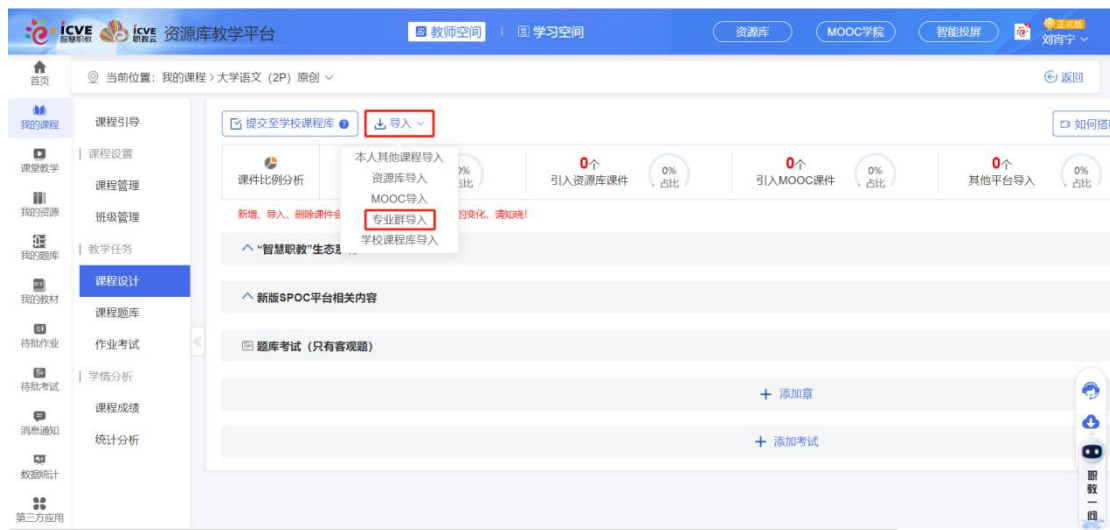 icve 智慧职教 icve 职教云 资源库教学平台 教师空间 学习空间 资源库 MOOC学院 智能投屏 正式版 刘宵宁
首页
当前位置：我的课程 > 大学语文（2P）原创
返回
我的课程
课堂教学
我的资源
我的题库
我的教材
待批作业
待批考试
消息通知
数据统计
第三方应用
课程引导
课程设置
课程管理
班级管理
教学任务
课程设计
课程题库
作业考试
学情分析
课程成绩
统计分析
提交至学校课程库 导入
本人其他课程导入
资源库导入
MOOC导入
专业群导入
学校课程库导入
课件比例分析
0个 引入资源库课件 0% 占比
0个 引入MOOC课件 0% 占比
0个 其他平台导入 0% 占比
新增、导入、删除课件会
的变化，请知晓！
“智慧职教”生态
新版SPOC平台相关内容
题库考试（只有客观题）
+ 添加章
+ 添加考试
职教一问